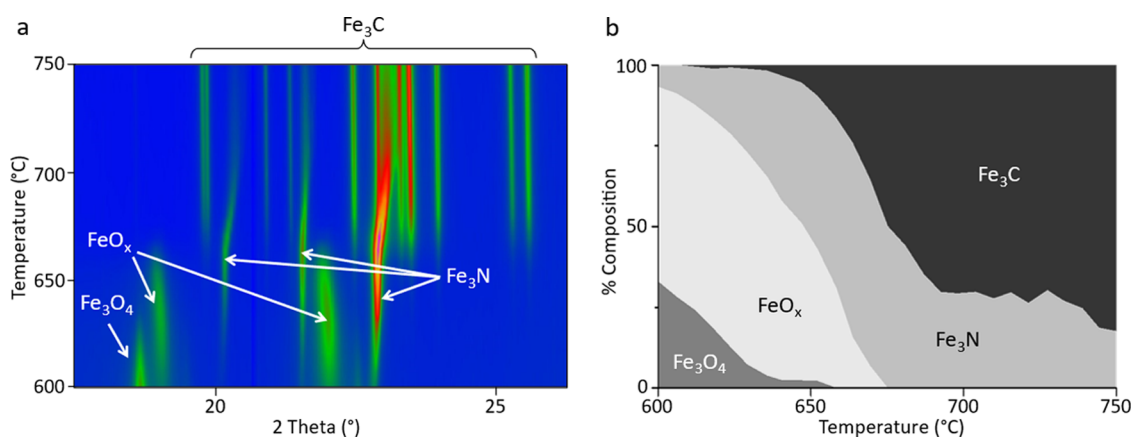 a
Fe₃C
750
700
650
600
Temperature (°C)
FeOₓ
Fe₃O₄
Fe₃N
20
25
2 Theta (°)
b
100
50
0
% Composition
Fe₃C
FeOₓ
Fe₃N
Fe₃O₄
600
650
700
750
Temperature (°C)